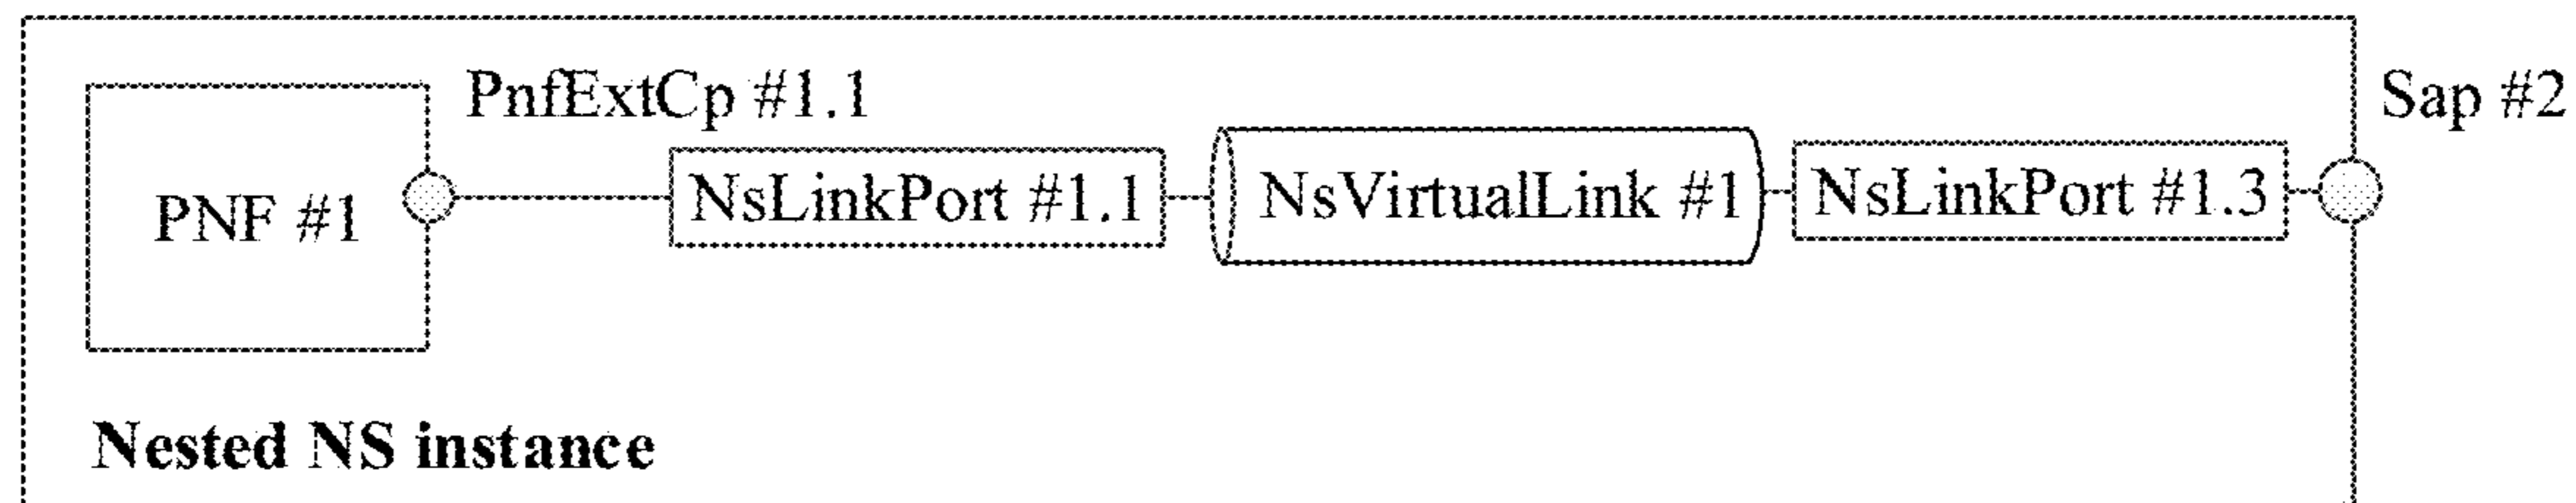 PnfExtCp #1.1
Sap #2
PNF #1
NsLinkPort #1.1
NsVirtualLink #1
NsLinkPort #1.3
Nested NS instance